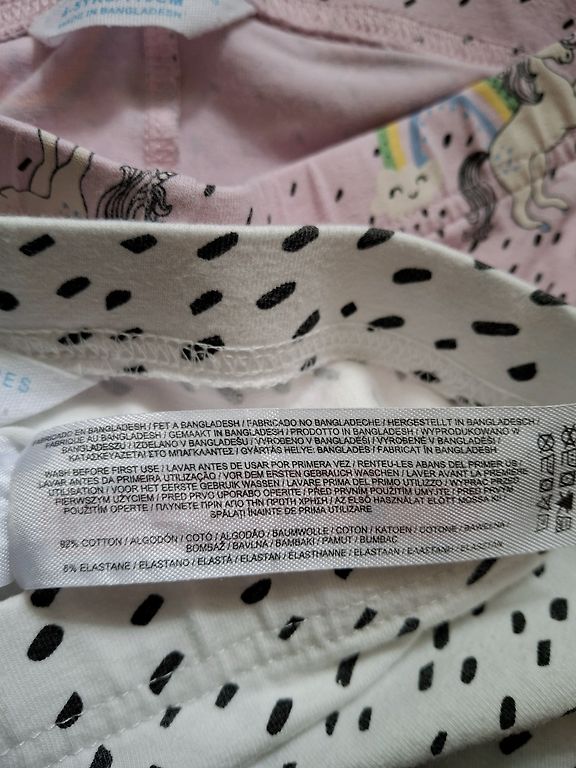 MADE IN BANGLADESH
ES
FABRICADO EN BANGLADESH / FET A BANGLADESH / FABRICADO NO BANGLADECHE / HERGESTELLT IN BANGLADESCH /
FABRIQUÉ AU BANGLADESH / GEMAAKT IN BANGLADESH / PRODOTTO IN BANGLADESH / WYPRODUKOWANO W
BANGLADESZU / IZDELANO V BANGLADEŠU / VYROBENO V BANGLADÉŠI / VYROBENÉ V BANGLADÉŠI /
ΚΑΤΑΣΚΕΥΑΖΕΤΑΙ ΣΤΟ ΜΠΑΓΚΛΑΝΤΕΣ / GYÁRTÁS HELYE: BANGLADES / FABRICAT ÎN BANGLADESH
WASH BEFORE FIRST USE / LAVAR ANTES DE USAR POR PRIMERA VEZ / RENTEU-LES ABANS DEL PRIMER ÚS
LAVAR ANTES DA PRIMEIRA UTILIZAÇÃO / VOR DEM ERSTEN GEBRAUCH WASCHEN / LAVER AVANT LA PREMIÈRE
UTILISATION / VOOR HET EERSTE GEBRUIK WASSEN / LAVARE PRIMA DEL PRIMO UTILIZZO / WYPRAĆ PRZED
PIERWSZYM UŻYCIEM / PRED PRVO UPORABO OPERITE / PŘED PRVNÍM POUŽITÍM UMYJTE / PRED PRVÝM
POUŽITÍM OPERTE / ΠΛΥΝΕΤΕ ΠΡΙΝ ΑΠΟ ΤΗΝ ΠΡΩΤΗ ΧΡΗΣΗ / AZ ELSŐ HASZNÁLAT ELŐTT MOSSA KI
SPĂLAȚI ÎNAINTE DE PRIMA UTILIZARE
92% COTTON / ALGODÓN / COTÓ / ALGODÃO / BAUMWOLLE / COTON / KATOEN / COTONE / BAWEŁNA
BOMBAŽ / BAVLNA / ΒΑΜΒΑΚΙ / PAMUT / BUMBAC
8% ELASTANE / ELASTANO / ELASTÀ / ELASTAN / ÉLASTHANNE / ELASTAAN / ΕΛΑΣΤΑΝΗ / ELASTAN